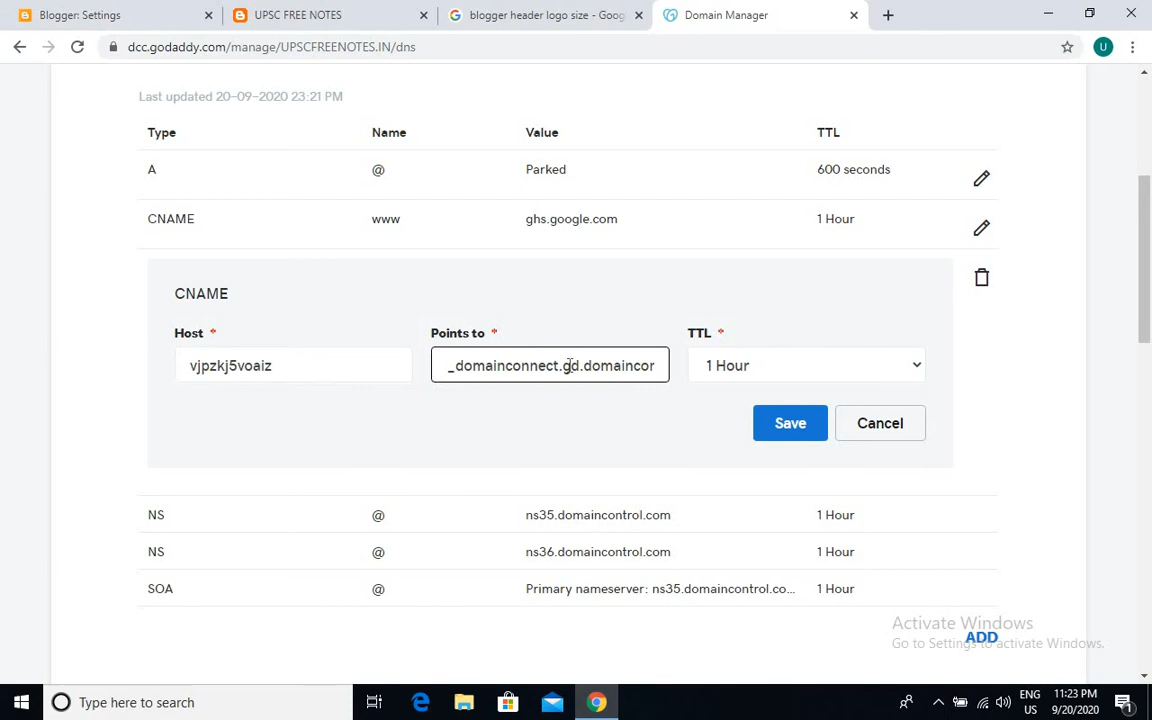 Blogger: Settings
UPSC FREE NOTES
blogger header logo size - Goog
Domain Manager
dcc.godaddy.com/manage/UPSCFREENOTES.IN/dns
U
Last updated 20-09-2020 23:21 PM
Type Name Value TTL
A @ Parked 600 seconds
CNAME www ghs.google.com 1 Hour
CNAME
Host * Points to * TTL *
vjpzkj5voaiz _domainconnect.gd.domaincor 1 Hour
Save Cancel
NS @ ns35.domaincontrol.com 1 Hour
NS @ ns36.domaincontrol.com 1 Hour
SOA @ Primary nameserver: ns35.domaincontrol.co... 1 Hour
Activate Windows
ADD
Go to Settings to activate Windows.
Type here to search
ENG
US
11:23 PM
9/20/2020
1